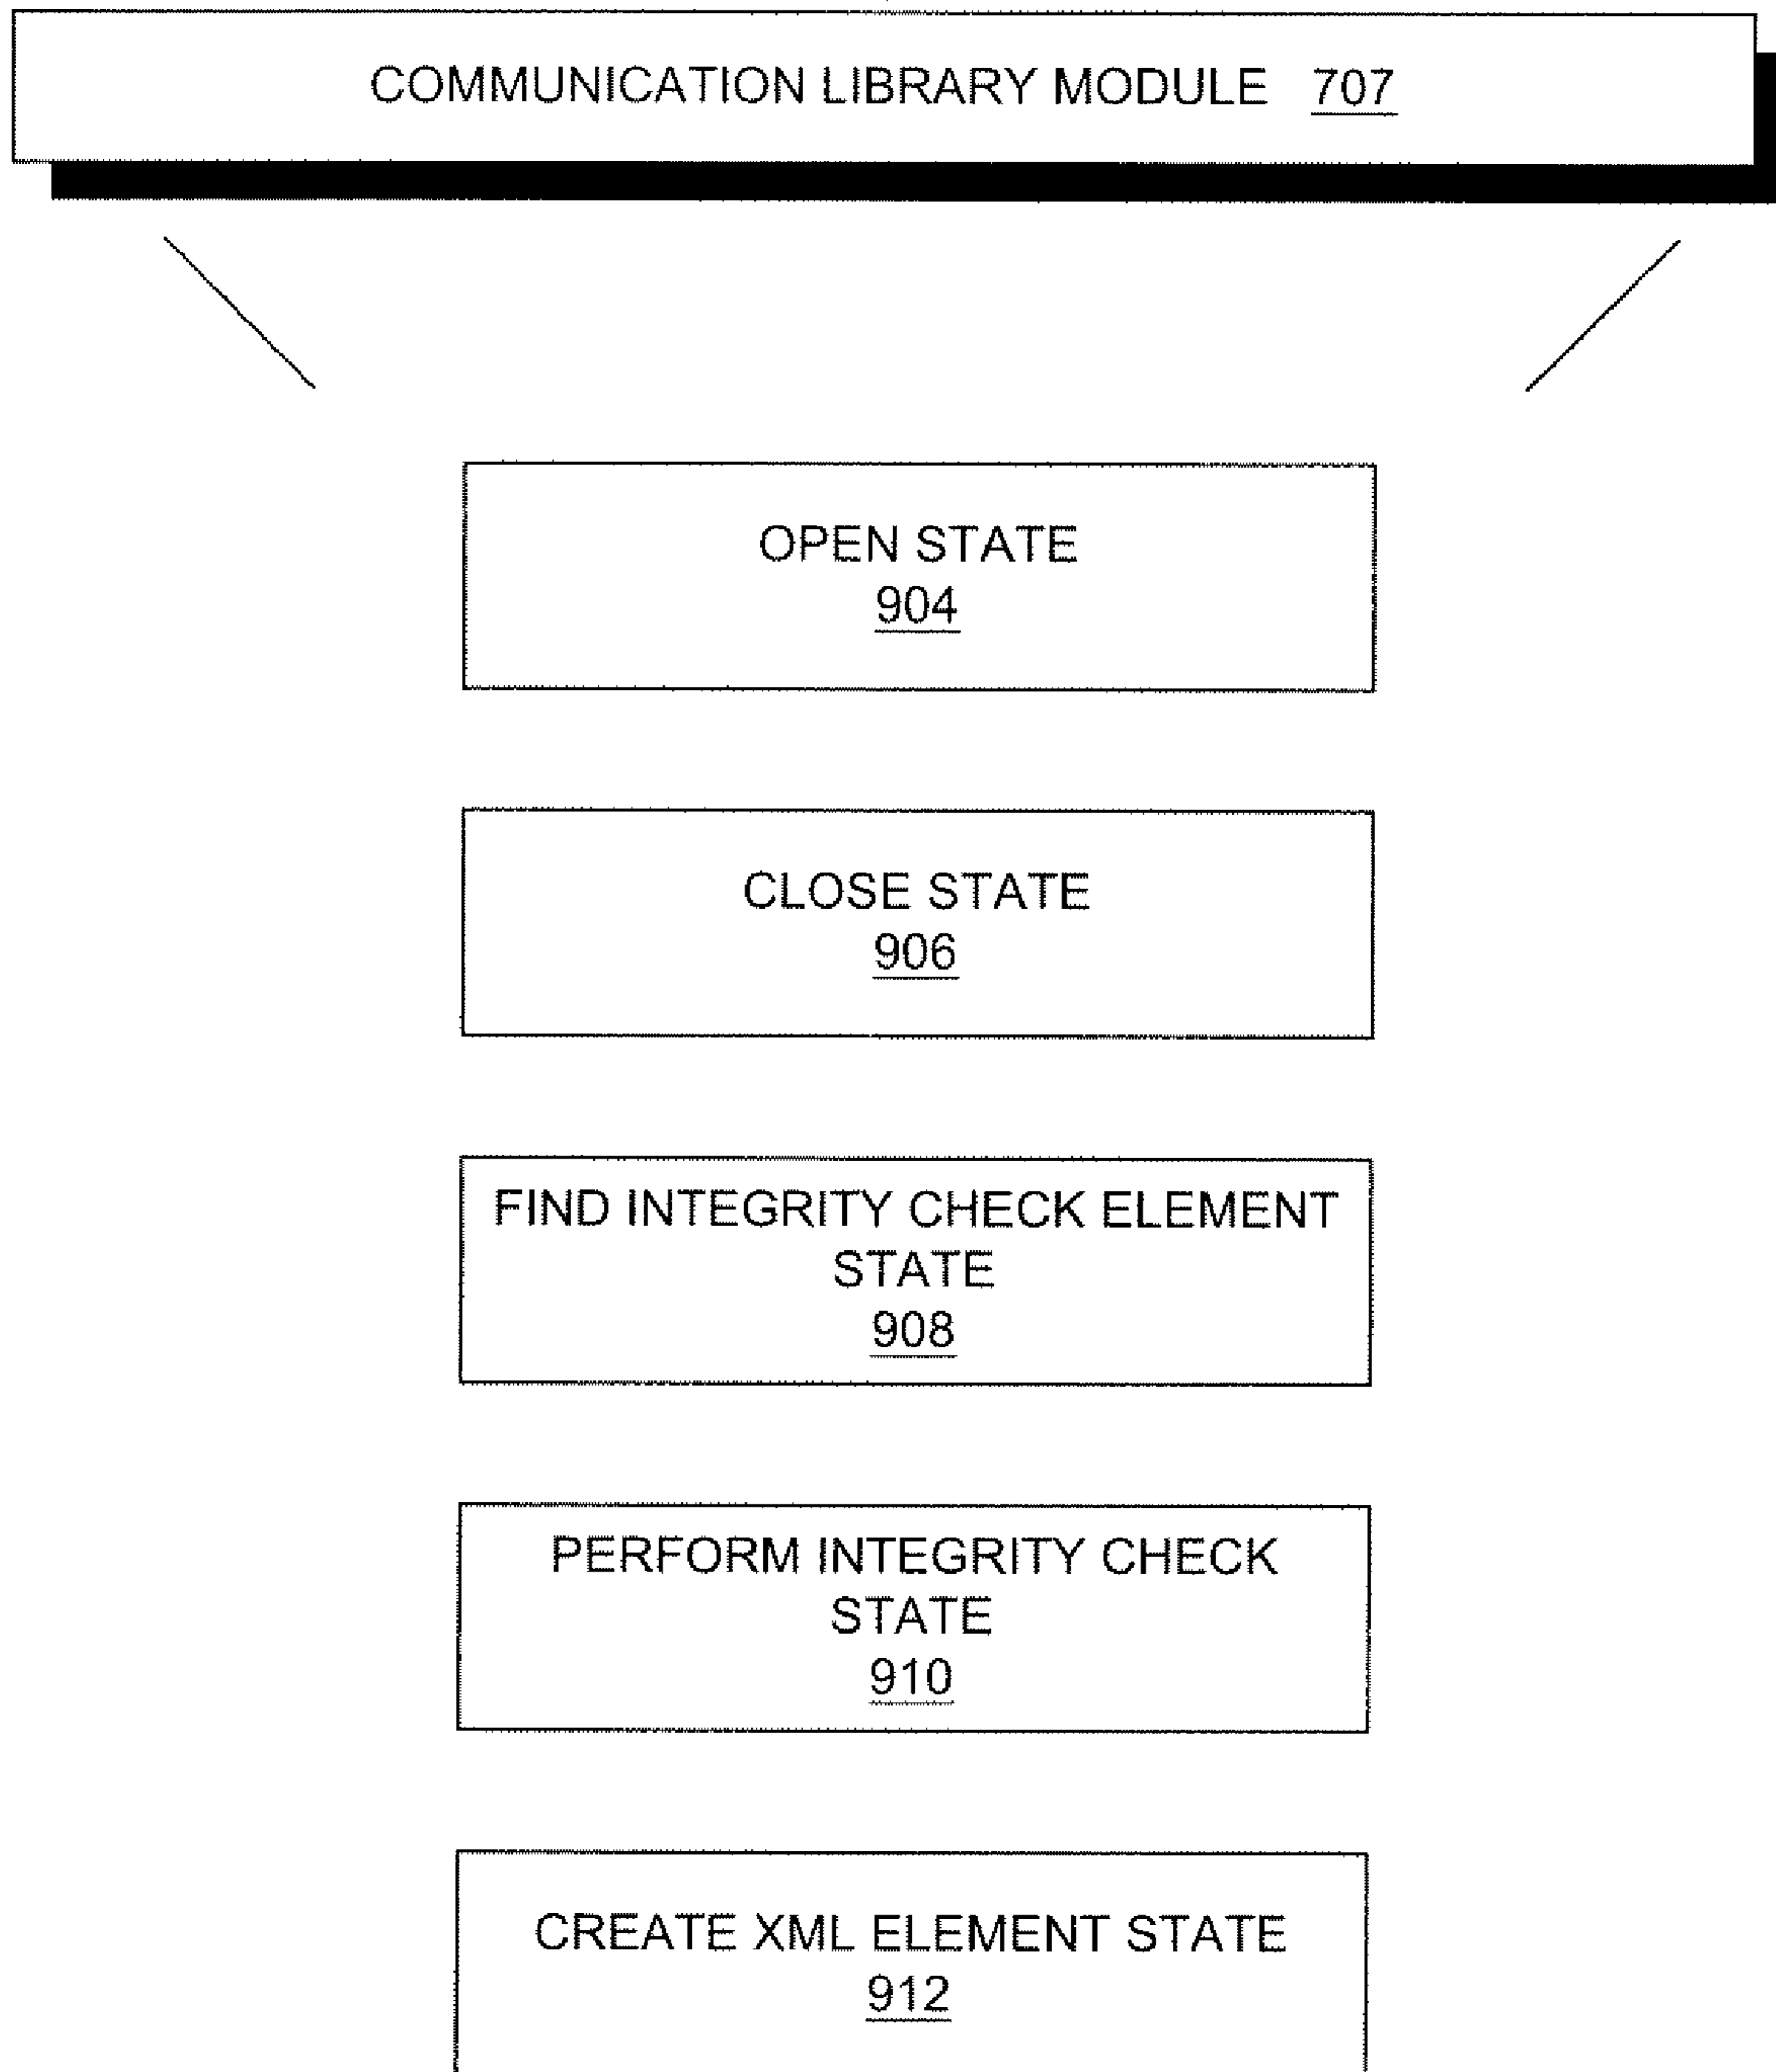 COMMUNICATION LIBRARY MODULE 707
OPEN STATE
904
CLOSE STATE
906
FIND INTEGRITY CHECK ELEMENT
STATE
908
PERFORM INTEGRITY CHECK
STATE
910
CREATE XML ELEMENT STATE
912